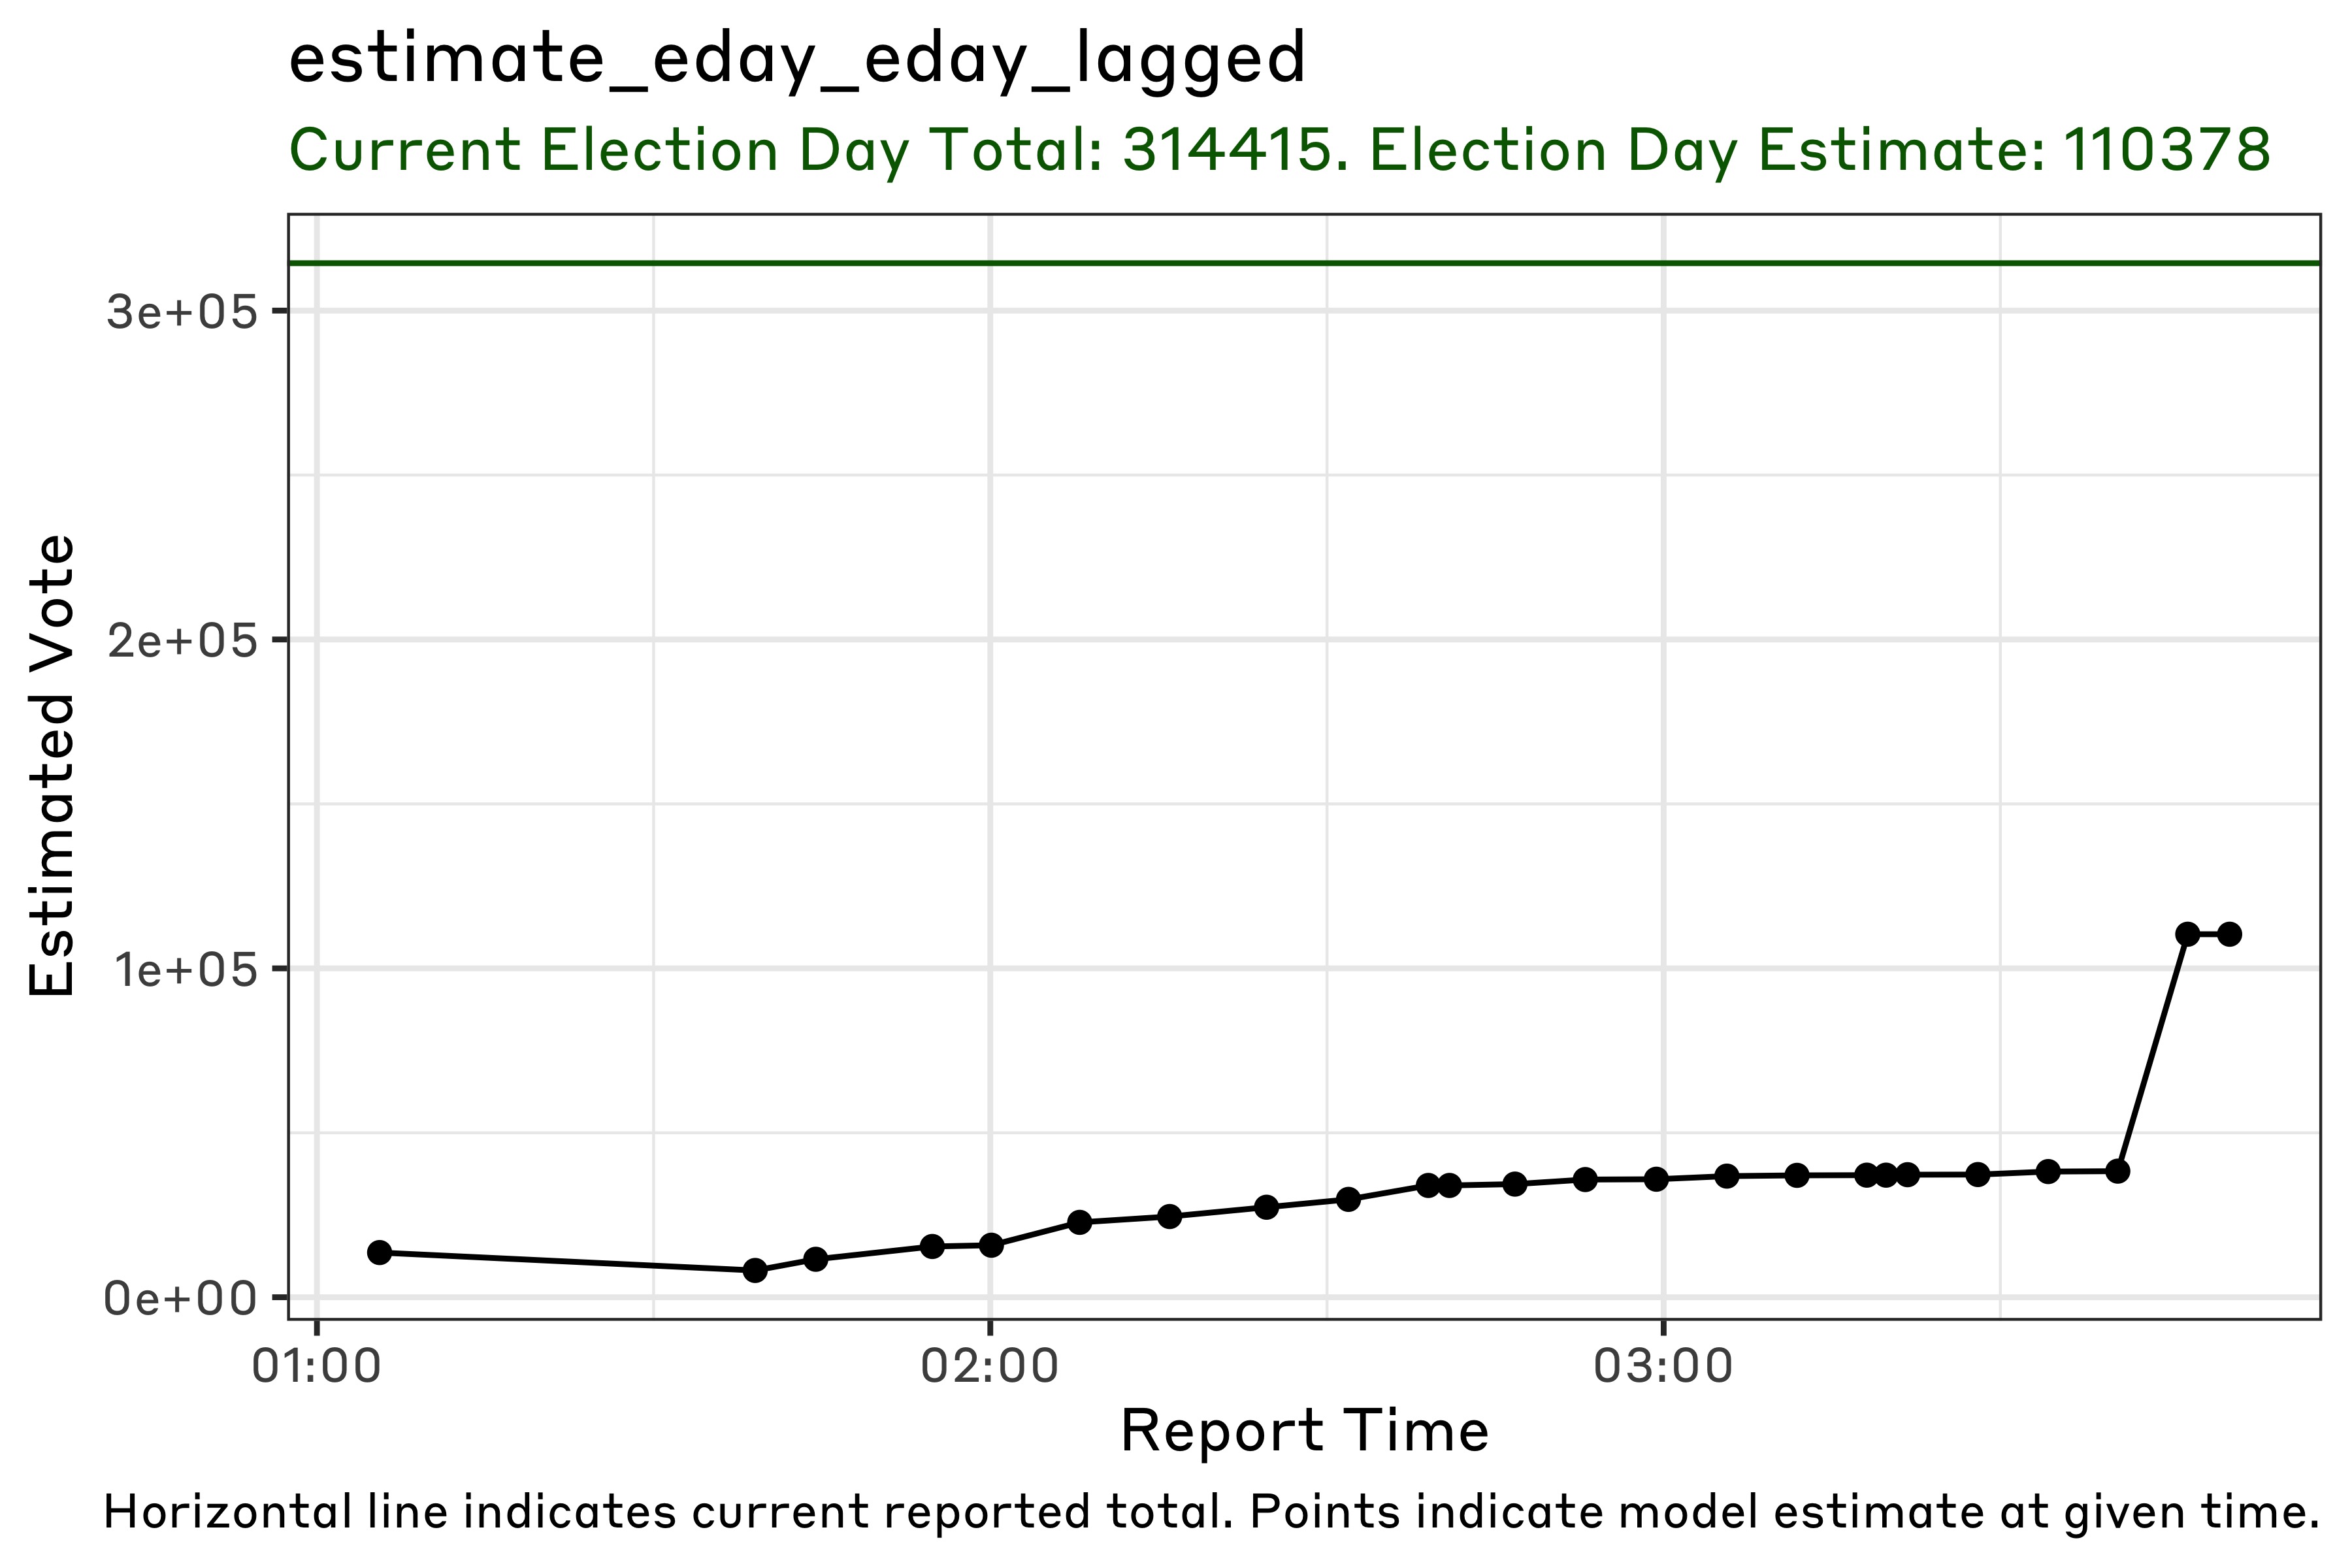 estimate_eday_eday_lagged
Current Election Day Total: 314415. Election Day Estimate: 110378
Estimated Vote
3e+05
2e+05
1e+05
0e+00
01:00 02:00 03:00
Report Time
Horizontal line indicates current reported total. Points indicate model estimate at given time.